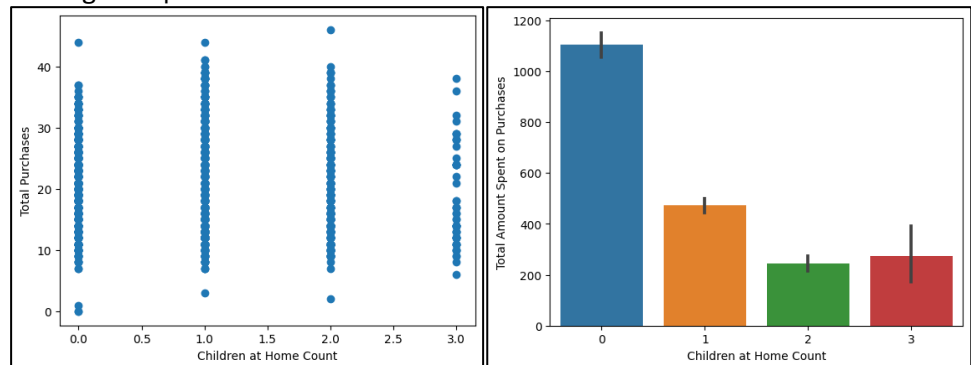 40
30
20
10
0
Total Purchases
0.0 0.5 1.0 1.5 2.0 2.5 3.0
Children at Home Count
1200
1000
800
600
400
200
0
Total Amount Spent on Purchases
0 1 2 3
Children at Home Count